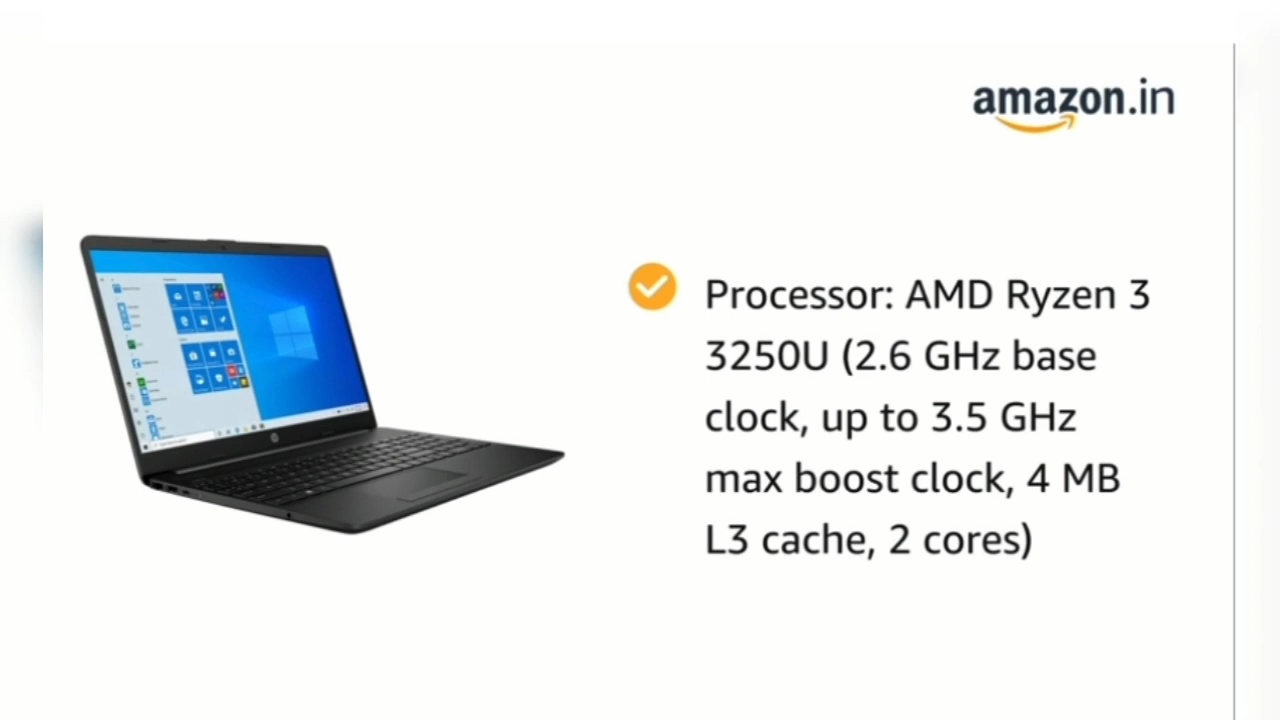 amazon.in
Processor: AMD Ryzen 3
3250U (2.6 GHz base
clock, up to 3.5 GHz
max boost clock, 4 MB
L3 cache, 2 cores)
hp